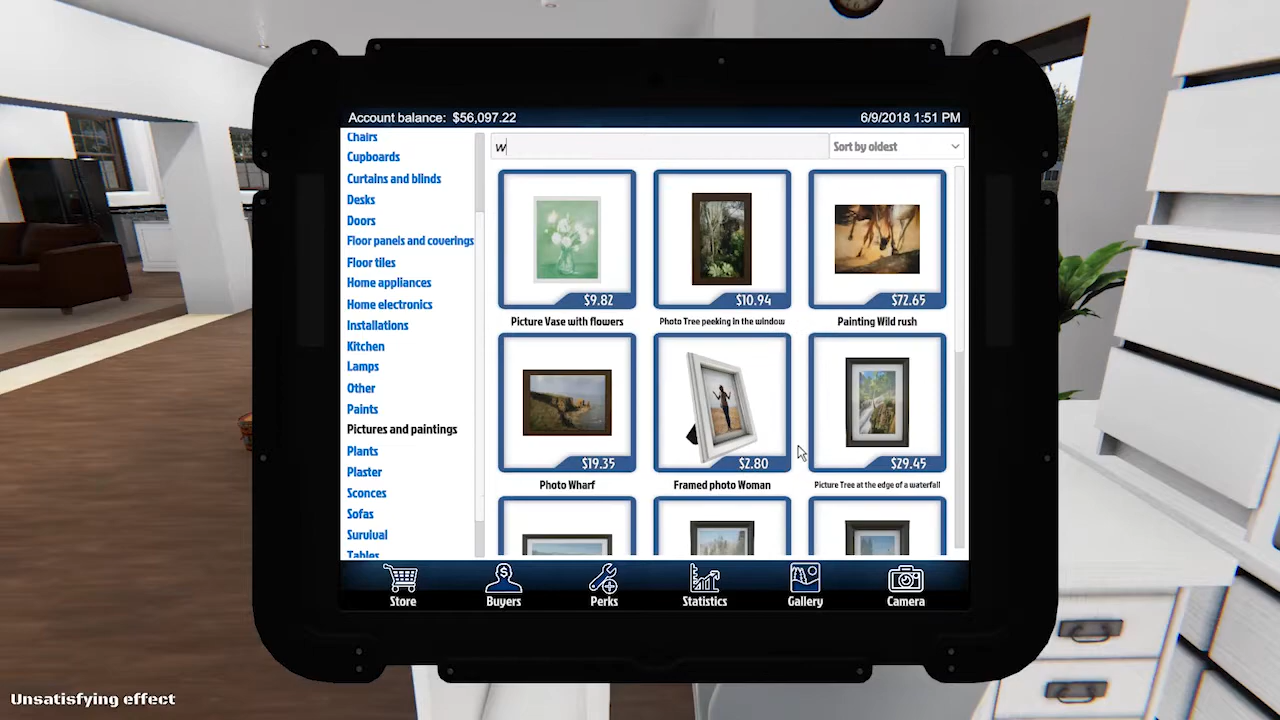 Account balance: $56,097.22
6/9/2018 1:51 PM
Chairs
Cupboards
Curtains and blinds
Desks
Doors
Floor panels and coverings
Floor tiles
Home appliances
Home electronics
Installations
Kitchen
Lamps
Other
Paints
Pictures and paintings
Plants
Plaster
Sconces
Sofas
Survival
Tables
w
Sort by oldest
$9.82
$10.94
$72.65
Picture Vase with flowers
Photo Tree peeking in the window
Painting Wild rush
$19.35
$2.80
$29.45
Photo Wharf
Framed photo Woman
Picture Tree at the edge of a waterfall
Store
Buyers
Perks
Statistics
Gallery
Camera
Unsatisfying effect